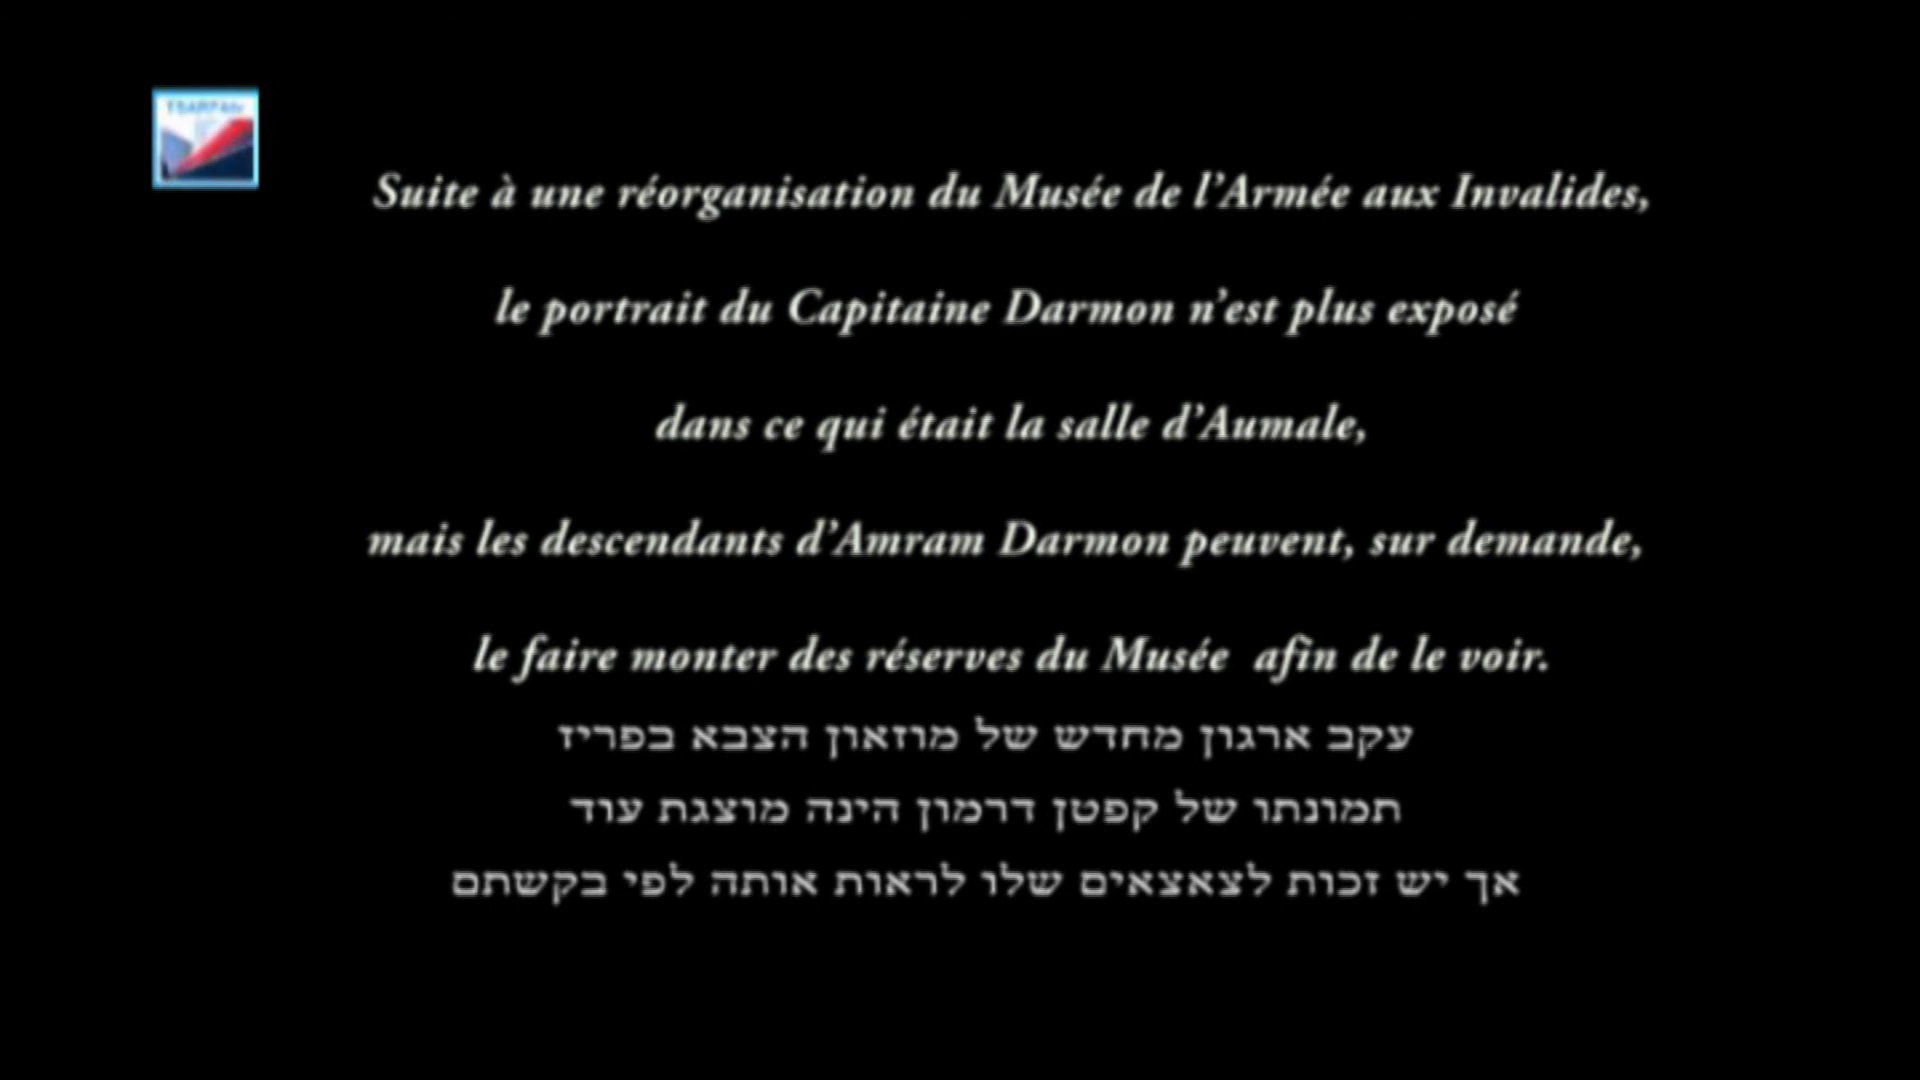 TSARFAtv
Suite à une réorganisation du Musée de l’Armée aux Invalides,
le portrait du Capitaine Darmon n’est plus exposé
dans ce qui était la salle d’Aumale,
mais les descendants d’Amram Darmon peuvent, sur demande,
le faire monter des réserves du Musée  afin de le voir.
עקב ארגון מחדש של מוזאון הצבא בפריז
תמונתו של קפטן דרמון הינה מוצגת עוד
אך יש זכות לצאצאים שלו לראות אותה לפי בקשתם